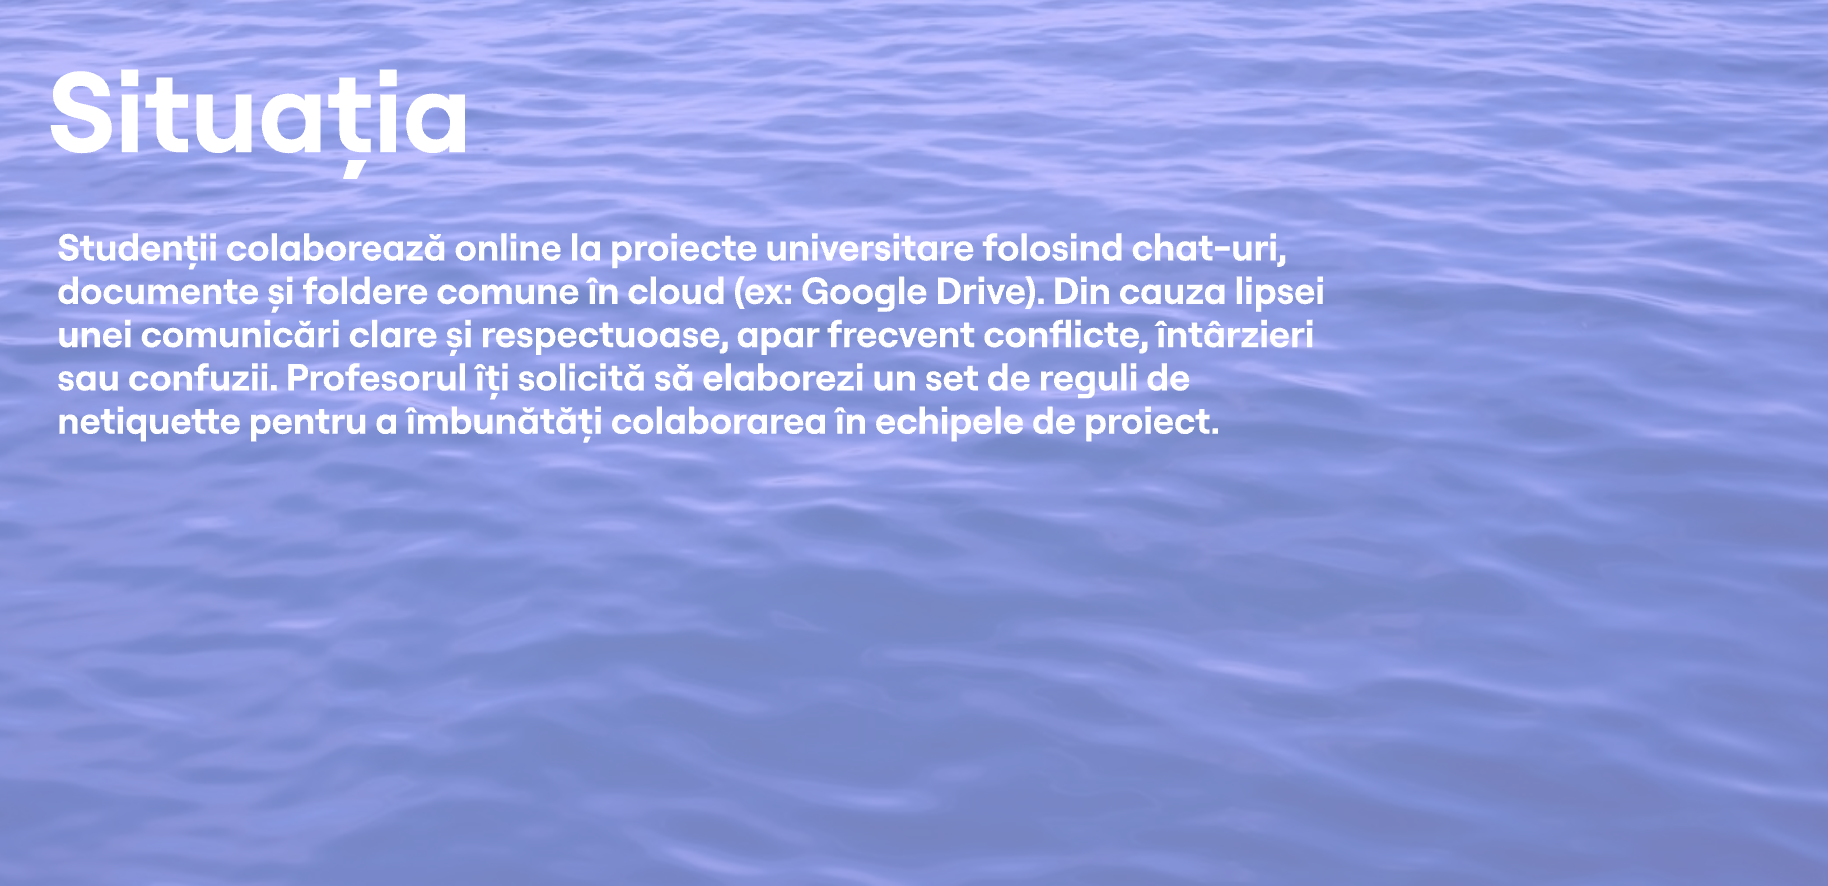 Situația
Studenții colaborează online la proiecte universitare folosind chat-uri,
documente și foldere comune în cloud (ex: Google Drive). Din cauza lipsei
unei comunicări clare și respectuoase, apar frecvent conflicte, întârzieri
sau confuzii. Profesorul îți solicită să elaborezi un set de reguli de
netiquette pentru a îmbunătăți colaborarea în echipele de proiect.